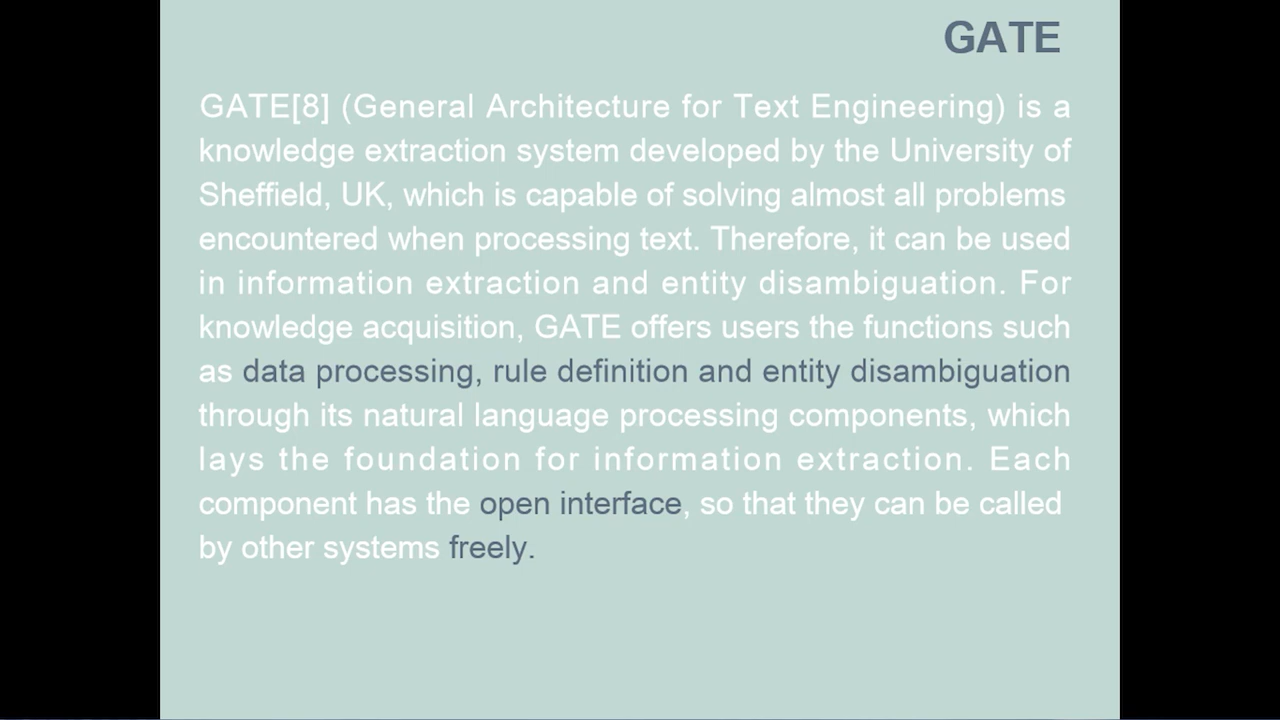 GATE
GATE[8] (General Architecture for Text Engineering) is a
knowledge extraction system developed by the University of
Sheffield, UK, which is capable of solving almost all problems
encountered when processing text. Therefore, it can be used
in information extraction and entity disambiguation. For
knowledge acquisition, GATE offers users the functions such
as data processing, rule definition and entity disambiguation
through its natural language processing components, which
lays the foundation for information extraction. Each
component has the open interface, so that they can be called
by other systems freely.